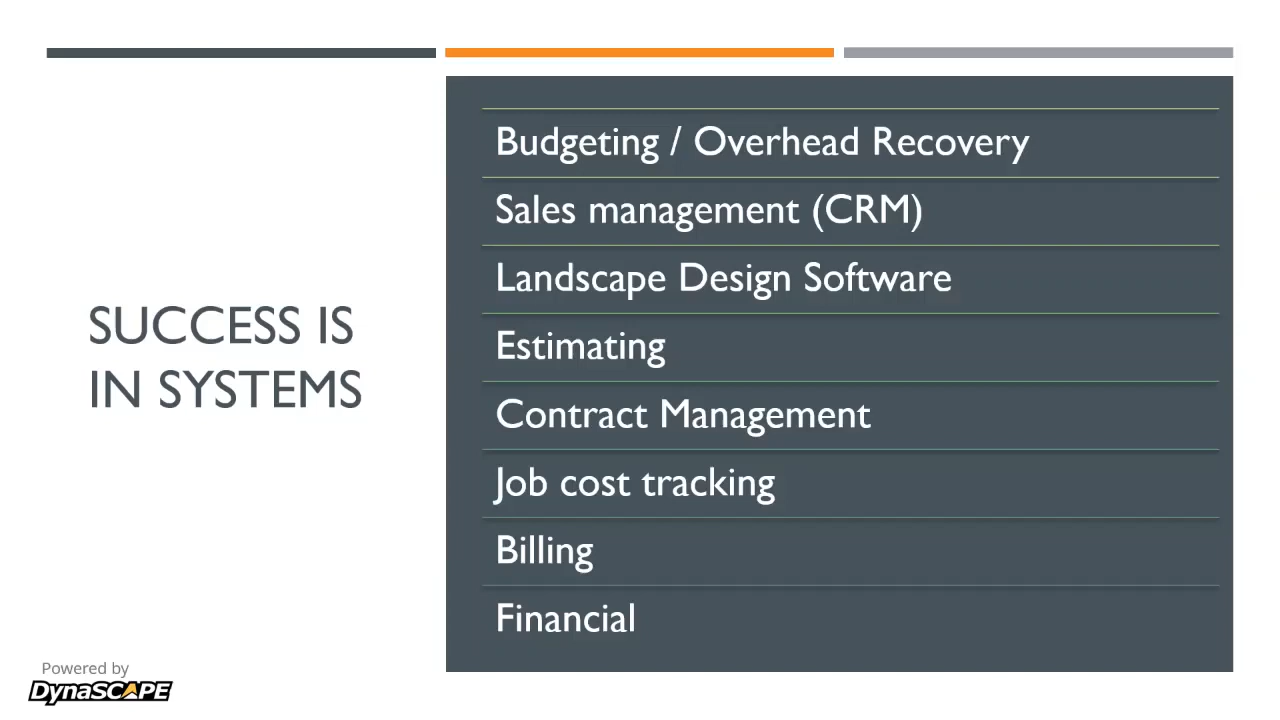 SUCCESS IS
IN SYSTEMS
Budgeting / Overhead Recovery
Sales management (CRM)
Landscape Design Software
Estimating
Contract Management
Job cost tracking
Billing
Financial
Powered by
DynaSCAPE